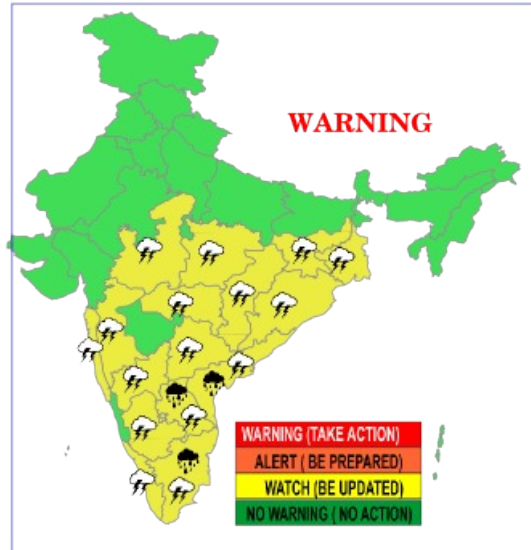 WARNING
WARNING (TAKE ACTION)
ALERT ( BE PREPARED)
WATCH (BE UPDATED)
NO WARNING ( NO ACTION)